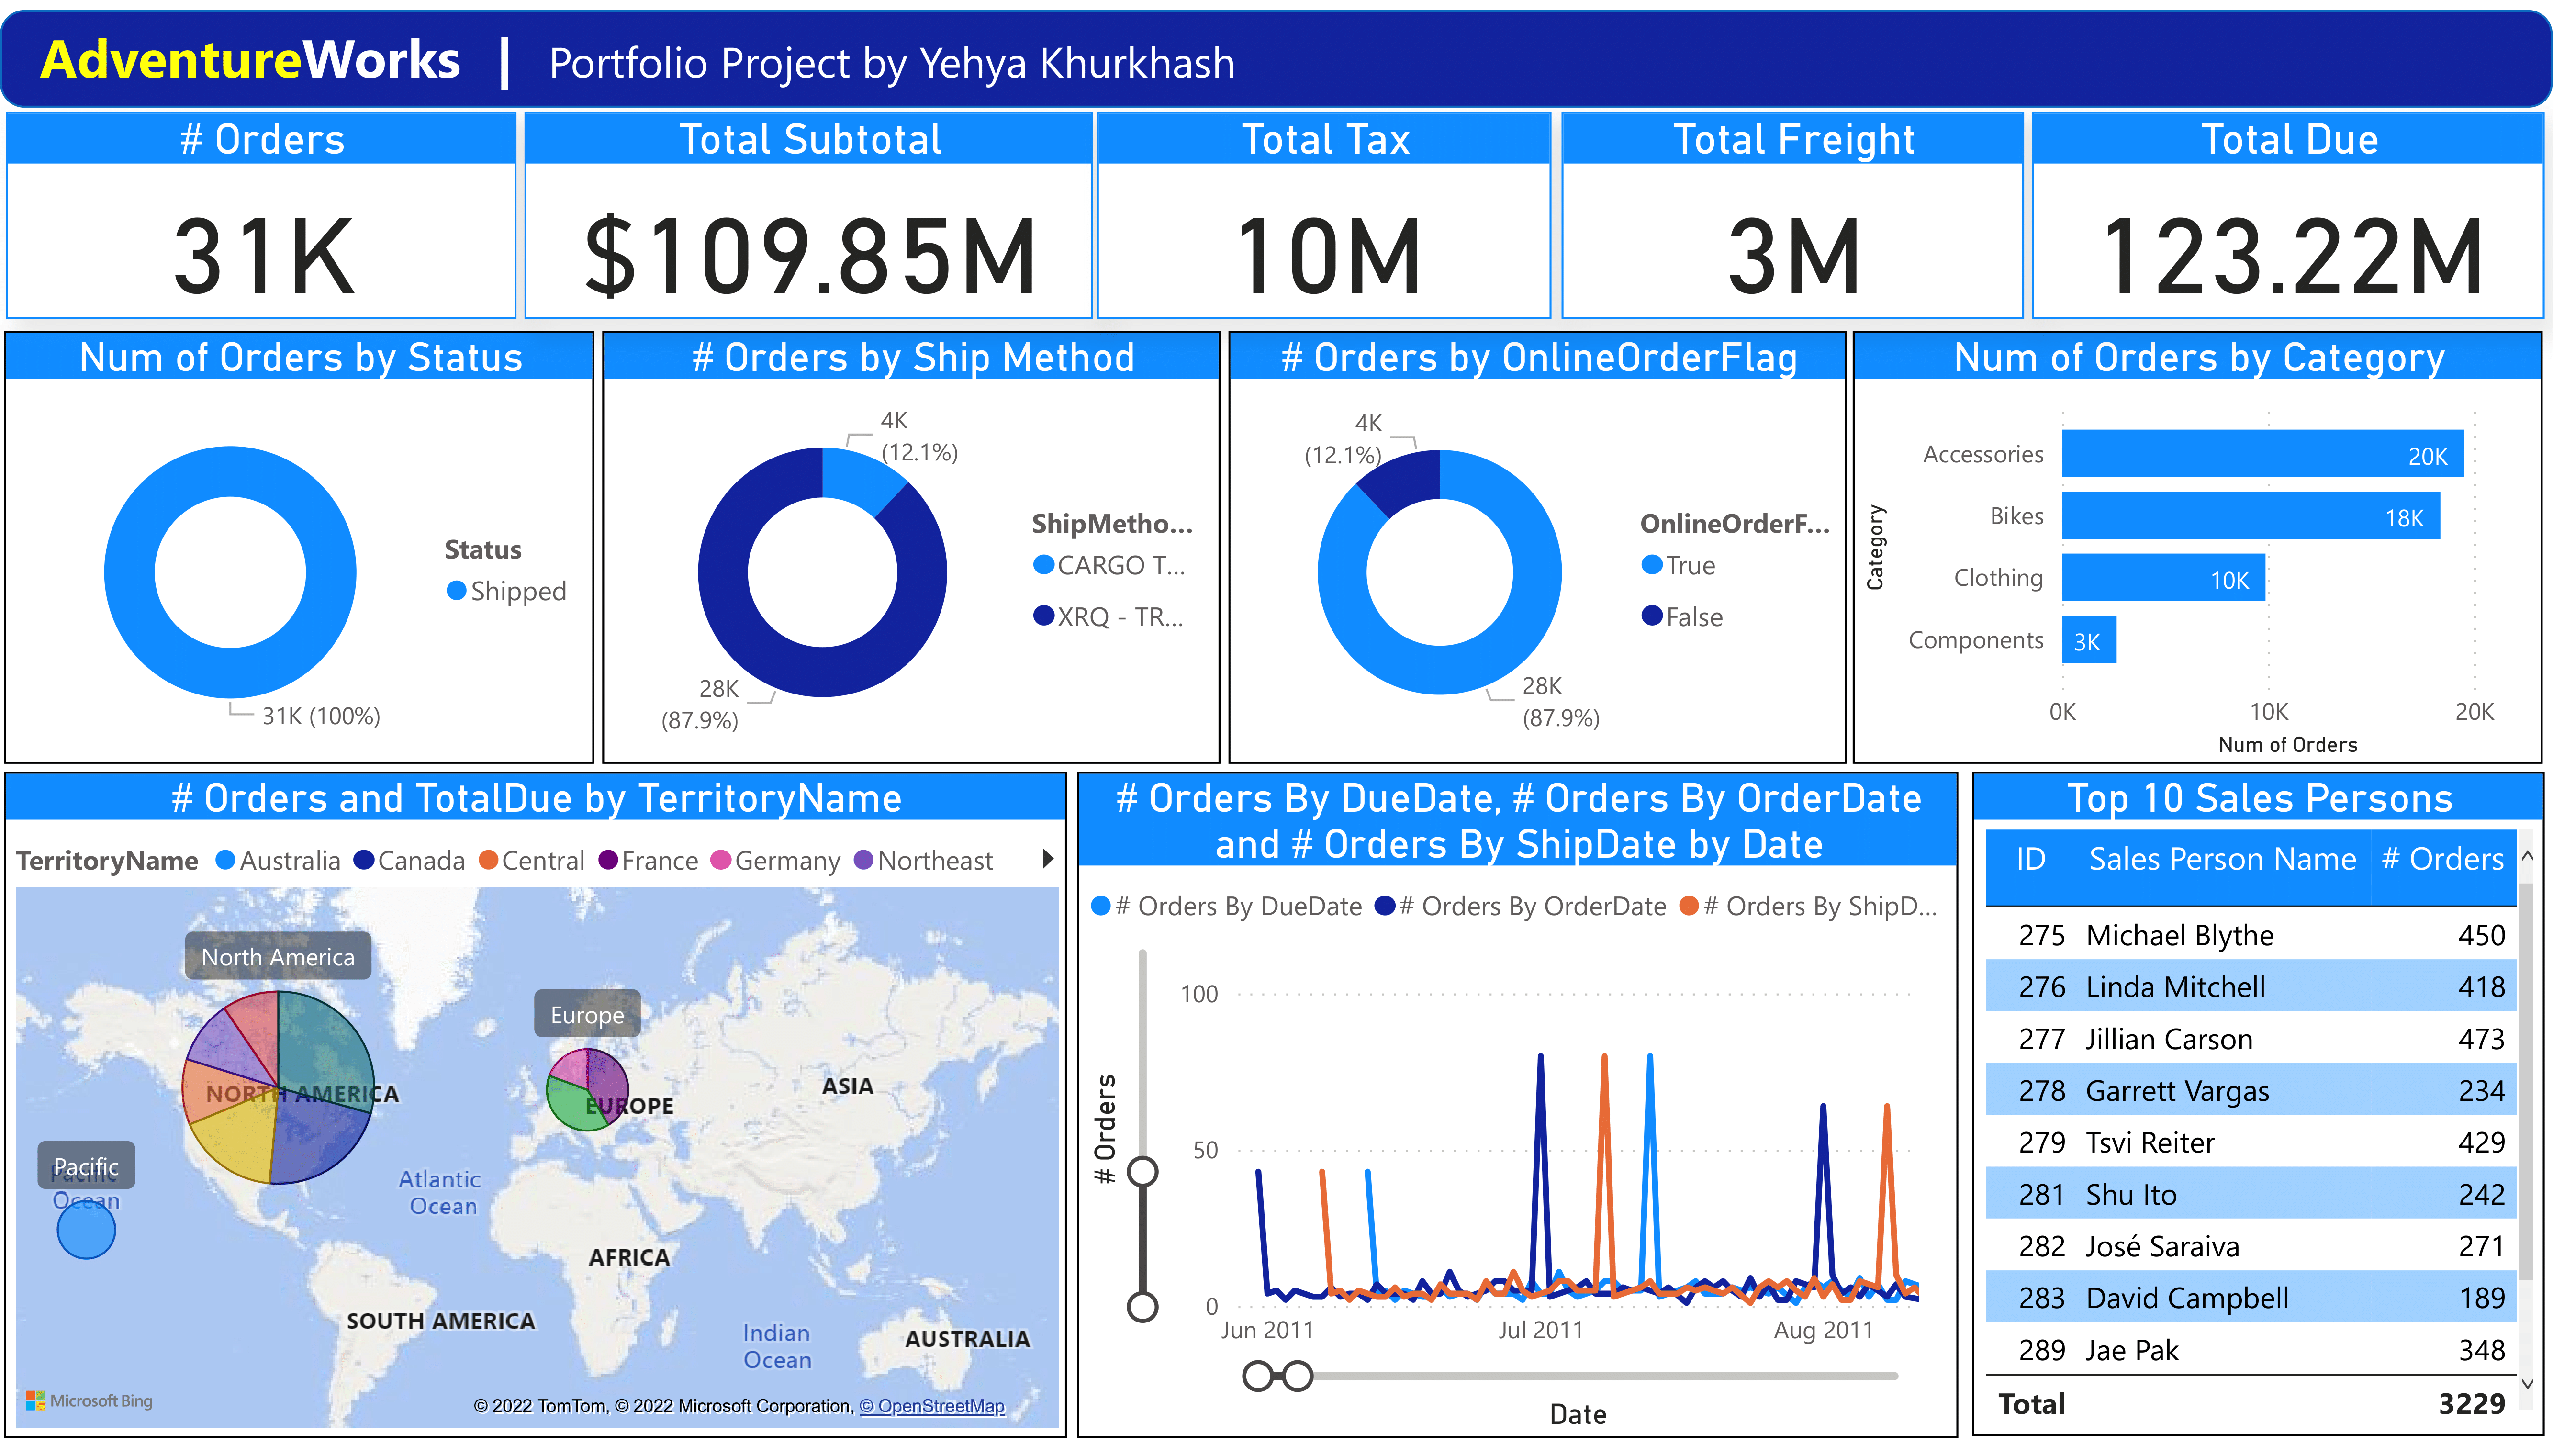 AdventureWorks | Portfolio Project by Yehya Khurkhash
# Orders
31K
Total Subtotal
$109.85M
Total Tax
10M
Total Freight
3M
Total Due
123.22M
Num of Orders by Status
Status
Shipped
31K (100%)
# Orders by Ship Method
4K
(12.1%)
ShipMetho...
CARGO T...
XRQ - TR...
28K
(87.9%)
# Orders by OnlineOrderFlag
4K
(12.1%)
OnlineOrderF...
True
False
28K
(87.9%)
Num of Orders by Category
Category
Accessories 20K
Bikes 18K
Clothing 10K
Components 3K
0K 10K 20K
Num of Orders
# Orders and TotalDue by TerritoryName
TerritoryName Australia Canada Central France Germany Northeast
North America
Europe
NORTH AMERICA
EUROPE
ASIA
Pacific
Pacific
Ocean
Atlantic
Ocean
AFRICA
SOUTH AMERICA
Indian
Ocean
AUSTRALIA
Microsoft Bing
© 2022 TomTom, © 2022 Microsoft Corporation, © OpenStreetMap
# Orders By DueDate, # Orders By OrderDate
and # Orders By ShipDate by Date
# Orders By DueDate # Orders By OrderDate # Orders By ShipD...
# Orders
100
50
0
Jun 2011 Jul 2011 Aug 2011
Date
Top 10 Sales Persons
ID Sales Person Name # Orders
275 Michael Blythe 450
276 Linda Mitchell 418
277 Jillian Carson 473
278 Garrett Vargas 234
279 Tsvi Reiter 429
281 Shu Ito 242
282 José Saraiva 271
283 David Campbell 189
289 Jae Pak 348
Total 3229